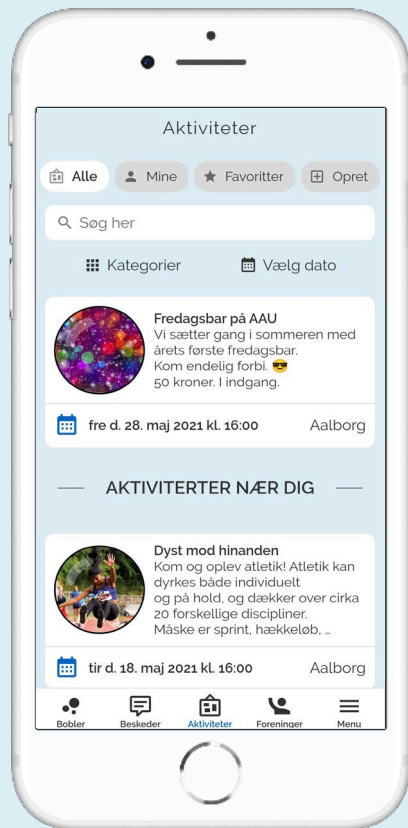 Aktiviteter
Alle
Mine
Favoritter
Opret
Søg her
Kategorier
Vælg dato
Fredagsbar på AAU
Vi sætter gang i sommeren med
årets første fredagsbar.
Kom endelig forbi. 😎
50 kroner. I indgang.
fre d. 28. maj 2021 kl. 16:00
Aalborg
AKTIVITERTER NÆR DIG
Dyst mod hinanden
Kom og oplev atletik! Atletik kan
dyrkes både individuelt
og på hold, og dækker over cirka
20 forskellige discipliner.
Måske er sprint, hækkeløb, ...
tir d. 18. maj 2021 kl. 16:00
Aalborg
Bobler
Beskeder
Aktiviteter
Foreninger
Menu